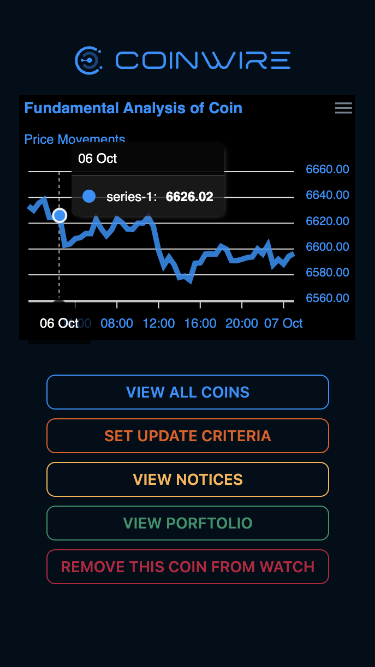 COINWIRE
Fundamental Analysis of Coin
Price Movements
06 Oct
series-1: 6626.02
6660.00
6640.00
6620.00
6600.00
6580.00
6560.00
06 Oct 08:00 12:00 16:00 20:00 07 Oct
VIEW ALL COINS
SET UPDATE CRITERIA
VIEW NOTICES
VIEW PORFTOLIO
REMOVE THIS COIN FROM WATCH